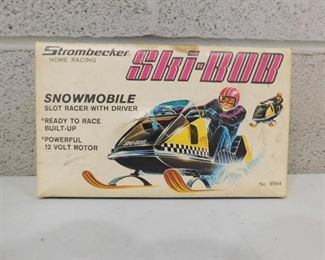 Strombecker
HOME RACING
SKI-BOB
SNOWMOBILE
SLOT RACER WITH DRIVER
•READY TO RACE
BUILT-UP
•POWERFUL
12 VOLT MOTOR
No. 9564